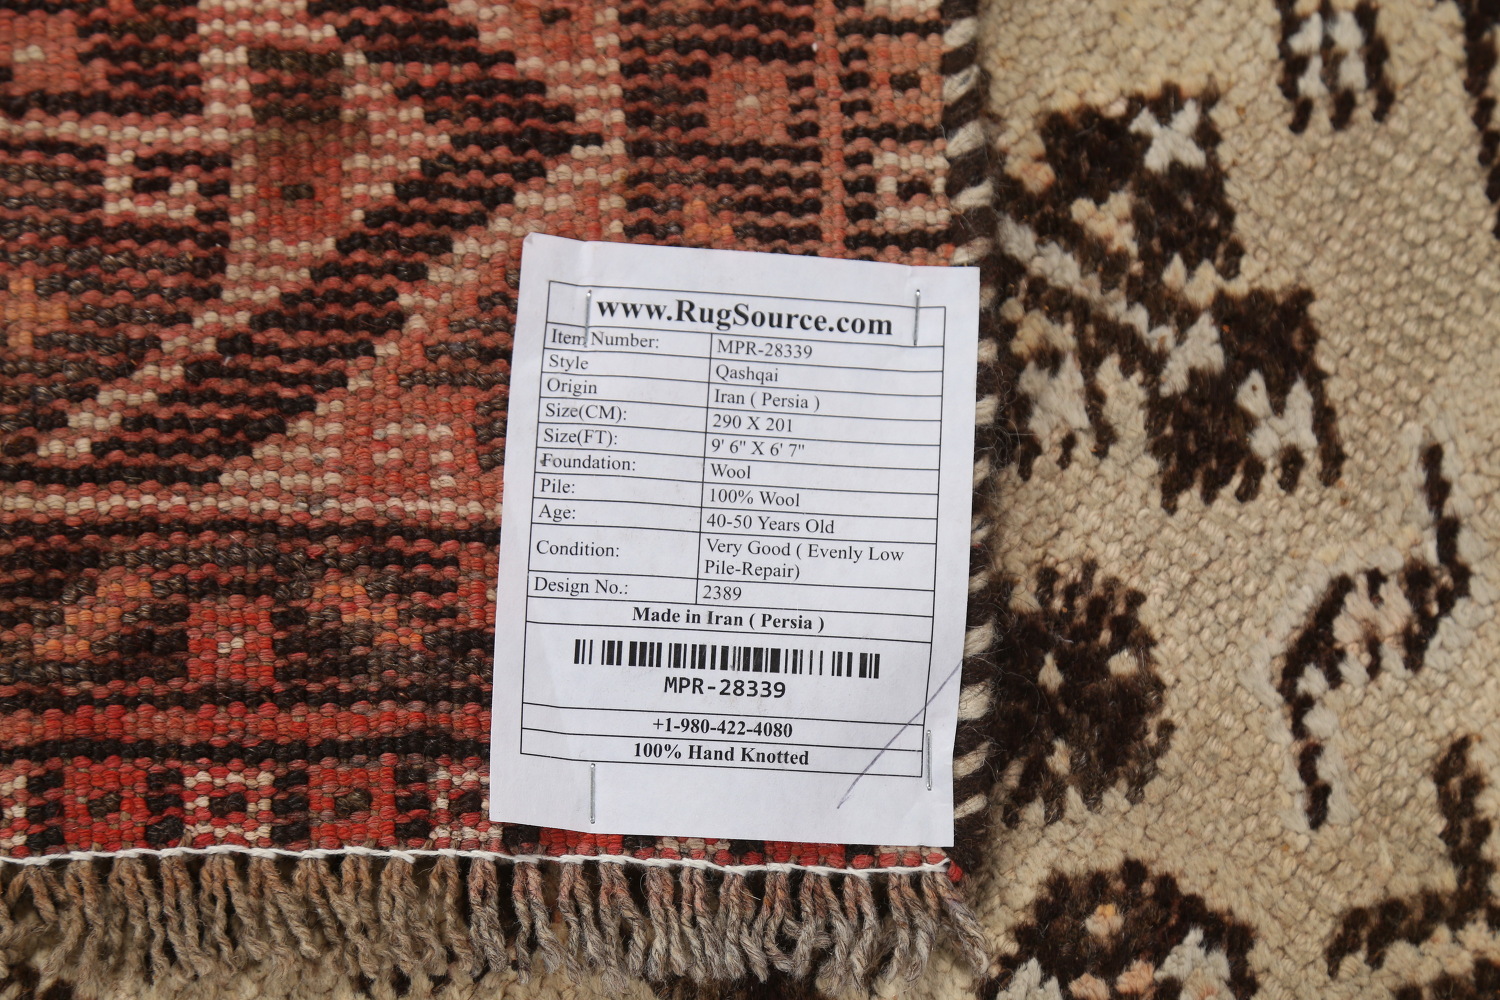 www.RugSource.com
Item Number: MPR-28339
Style Qashqai
Origin Iran ( Persia )
Size(CM): 290 X 201
Size(FT): 9' 6" X 6' 7"
Foundation: Wool
Pile: 100% Wool
Age: 40-50 Years Old
Condition: Very Good ( Evenly Low
Pile-Repair)
Design No.: 2389
Made in Iran ( Persia )
MPR-28339
+1-980-422-4080
100% Hand Knotted